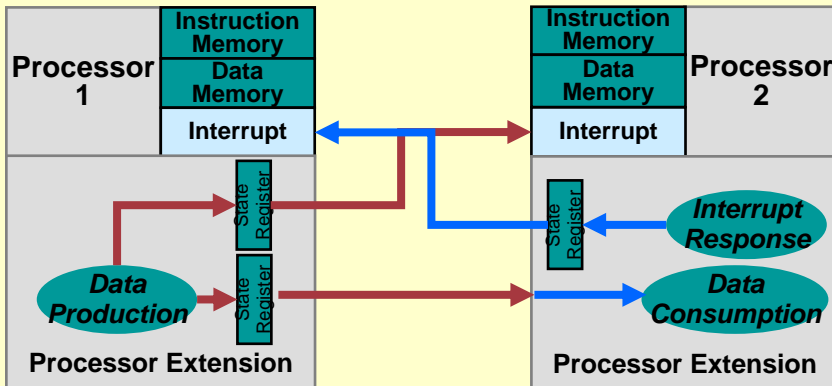 Processor
1
Instruction
Memory
Data
Memory
Interrupt
Instruction
Memory
Data
Memory
Interrupt
Processor
2
State
Register
State
Register
Data
Production
Processor Extension
State
Register
Interrupt
Response
Data
Consumption
Processor Extension